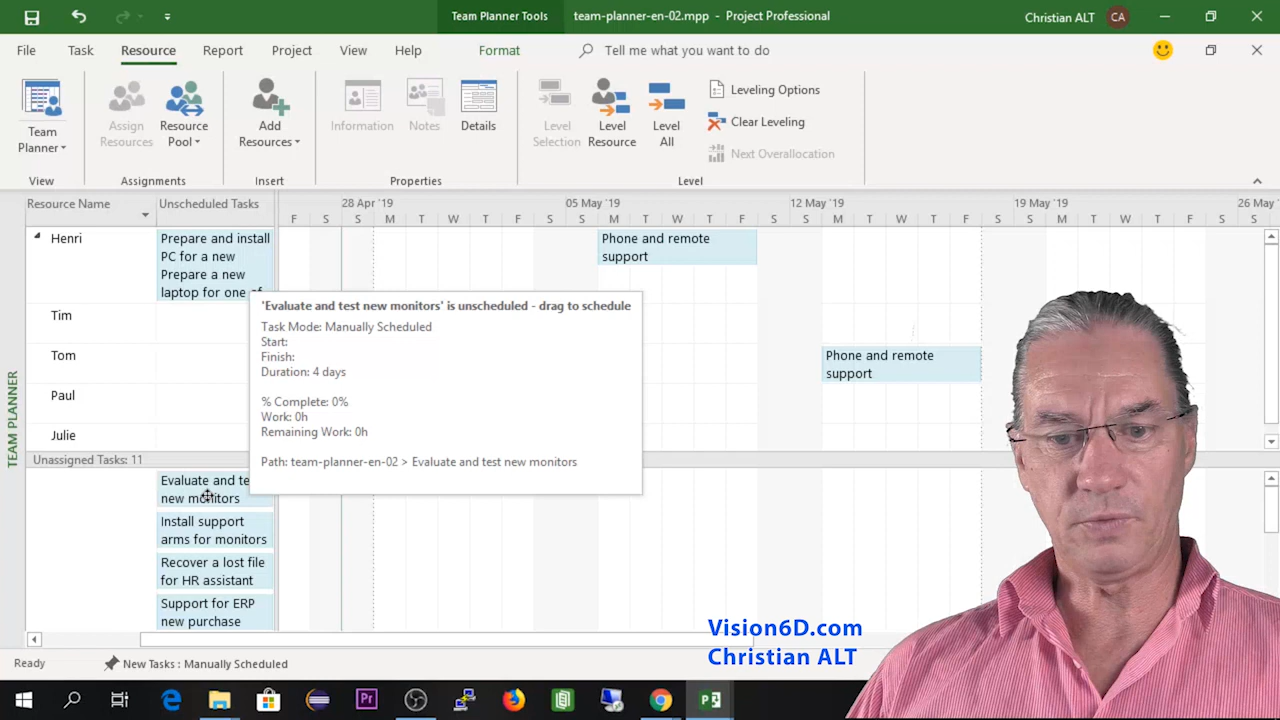 Team Planner Tools
team-planner-en-02.mpp - Project Professional
Christian ALT
CA
File
Task
Resource
Report
Project
View
Help
Format
Tell me what you want to do
Team
Planner
Assign
Resources
Resource
Pool
Add
Resources
Information
Notes
Details
Level
Selection
Level
Resource
Level
All
Leveling Options
Clear Leveling
Next Overallocation
View
Assignments
Insert
Properties
Level
Resource Name
Unscheduled Tasks
28 Apr '19
05 May '19
12 May '19
19 May '19
26 May '
F S S M T W T F S S M T W T F S S M T W T F S S M T W T F S S
TEAM PLANNER
Henri
Prepare and install
PC for a new
Prepare a new
laptop for one of
Phone and remote
support
Tim
Tom
Phone and remote
support
Paul
Julie
'Evaluate and test new monitors' is unscheduled - drag to schedule
Task Mode: Manually Scheduled
Start:
Finish:
Duration: 4 days
% Complete: 0%
Work: 0h
Remaining Work: 0h
Path: team-planner-en-02 > Evaluate and test new monitors
Unassigned Tasks: 11
Evaluate and te
new monitors
Install support
arms for monitors
Recover a lost file
for HR assistant
Support for ERP
new purchase
Vision6D.com
Christian ALT
Ready
New Tasks : Manually Scheduled
Pr